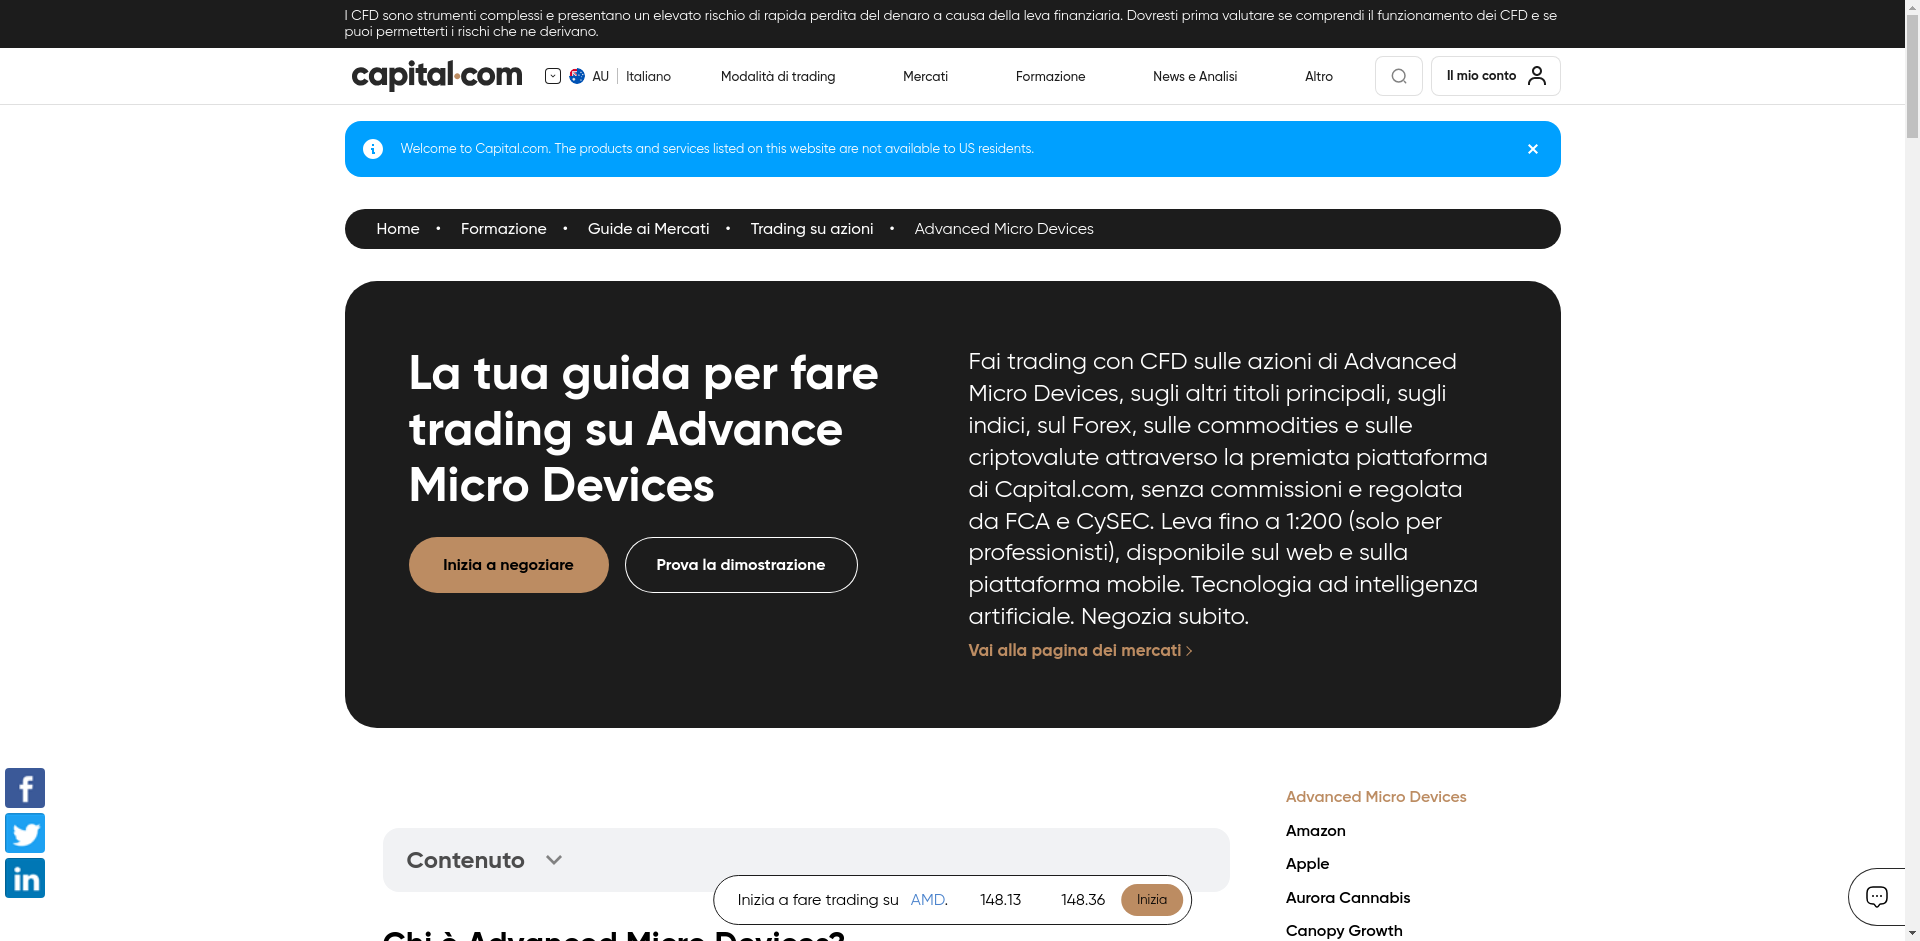 I CFD sono strumenti complessi e presentano un elevato rischio di rapida perdita del denaro a causa della leva finanziaria. Dovresti prima valutare se comprendi il funzionamento dei CFD e se
puoi permetterti i rischi che ne derivano.
capital.com AU Italiano Modalità di trading Mercati Formazione News e Analisi Altro Il mio conto
Welcome to Capital.com. The products and services listed on this website are not available to US residents.
Home • Formazione • Guide ai Mercati • Trading su azioni • Advanced Micro Devices
La tua guida per fare
trading su Advance
Micro Devices
Inizia a negoziare Prova la dimostrazione
Fai trading con CFD sulle azioni di Advanced
Micro Devices, sugli altri titoli principali, sugli
indici, sul Forex, sulle commodities e sulle
criptovalute attraverso la premiata piattaforma
di Capital.com, senza commissioni e regolata
da FCA e CySEC. Leva fino a 1:200 (solo per
professionisti), disponibile sul web e sulla
piattaforma mobile. Tecnologia ad intelligenza
artificiale. Negozia subito.
Vai alla pagina dei mercati
Contenuto
Chi è Advanced Micro Devices?
Advanced Micro Devices
Amazon
Apple
Aurora Cannabis
Canopy Growth
Inizia a fare trading su AMD. 148.13 148.36 Inizia